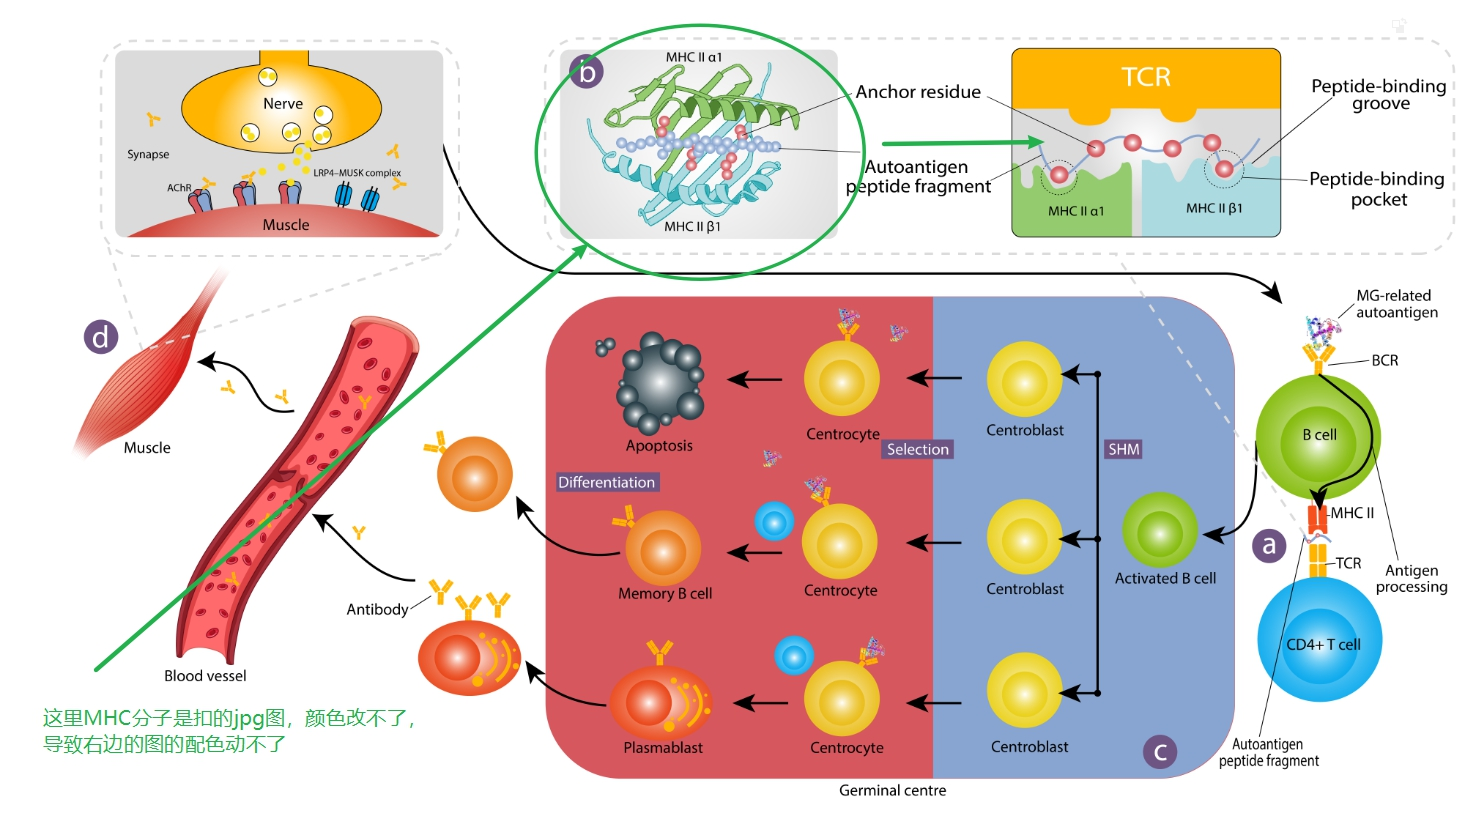 Nerve
Synapse
AChR
LRP4–MUSK complex
Muscle
b
MHC II α1
MHC II β1
Anchor residue
Autoantigen
peptide fragment
TCR
MHC II α1
MHC II β1
Peptide-binding
groove
Peptide-binding
pocket
d
Muscle
Blood vessel
Antibody
Apoptosis
Centrocyte
Centroblast
Selection
SHM
Differentiation
Memory B cell
Centrocyte
Centroblast
Activated B cell
Plasmablast
Centrocyte
Centroblast
c
Germinal centre
MG-related
autoantigen
BCR
B cell
MHC II
a
TCR
Antigen
processing
CD4+ T cell
Autoantigen
peptide fragment
这里MHC分子是扣的jpg图，颜色改不了，
导致右边的图的配色动不了